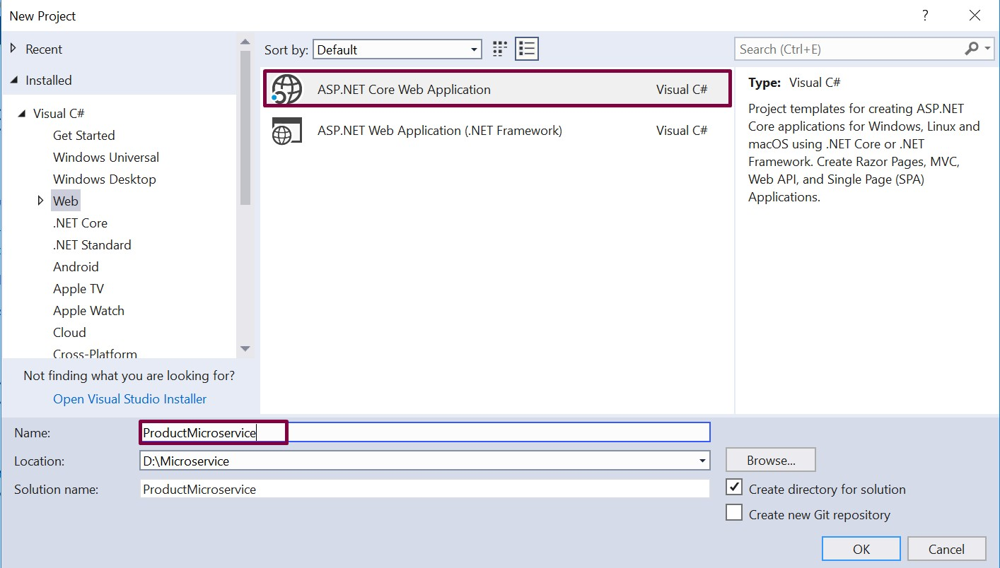 New Project
?
Recent
Installed
Visual C#
Get Started
Windows Universal
Windows Desktop
Web
.NET Core
.NET Standard
Android
Apple TV
Apple Watch
Cloud
Cross-Platform
Not finding what you are looking for?
Open Visual Studio Installer
Sort by: Default
ASP.NET Core Web Application Visual C#
ASP.NET Web Application (.NET Framework) Visual C#
Search (Ctrl+E)
Type: Visual C#
Project templates for creating ASP.NET
Core applications for Windows, Linux and
macOS using .NET Core or .NET
Framework. Create Razor Pages, MVC,
Web API, and Single Page (SPA)
Applications.
Name: ProductMicroservice
Location: D:\Microservice Browse...
Solution name: ProductMicroservice
Create directory for solution
Create new Git repository
OK Cancel